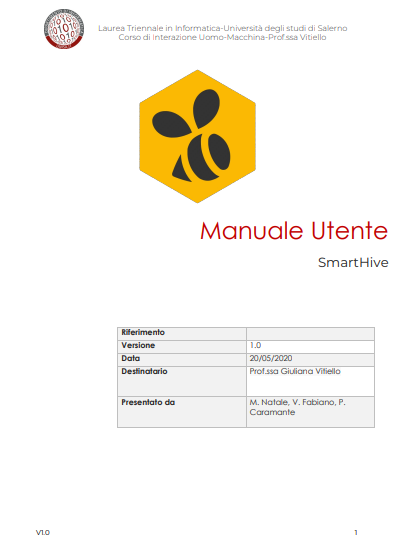 Laurea Triennale in Informatica-Università degli studi di Salerno
Corso di Interazione Uomo-Macchina-Prof.ssa Vitiello
Manuale Utente
SmartHive
Riferimento
Versione 1.0
Data 20/05/2020
Destinatario Prof.ssa Giuliana Vitiello
Presentato da M. Natale, V. Fabiano, P.
Caramante
V1.0 1